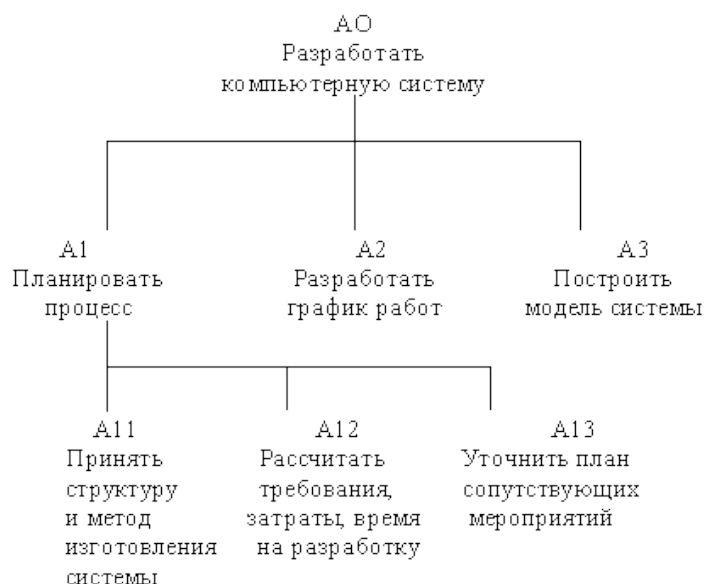 А0
Разработать
компьютерную систему
А1
Планировать
процесс
А2
Разработать
график работ
А3
Построить
модель системы
А11
Принять
структуру
и метод
изготовления
системы
А12
Рассчитать
требования,
затраты, время
на разработку
А13
Уточнить план
сопутствующих
мероприятий